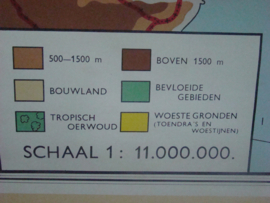 500—1500 m
BOVEN 1500 m
BOUWLAND
BEVLOEIDE
GEBIEDEN
TROPISCH
OERWOUD
WOESTE GRONDEN
(TOENDRA'S EN
WOESTIJNEN)
SCHAAL 1: 11.000.000.